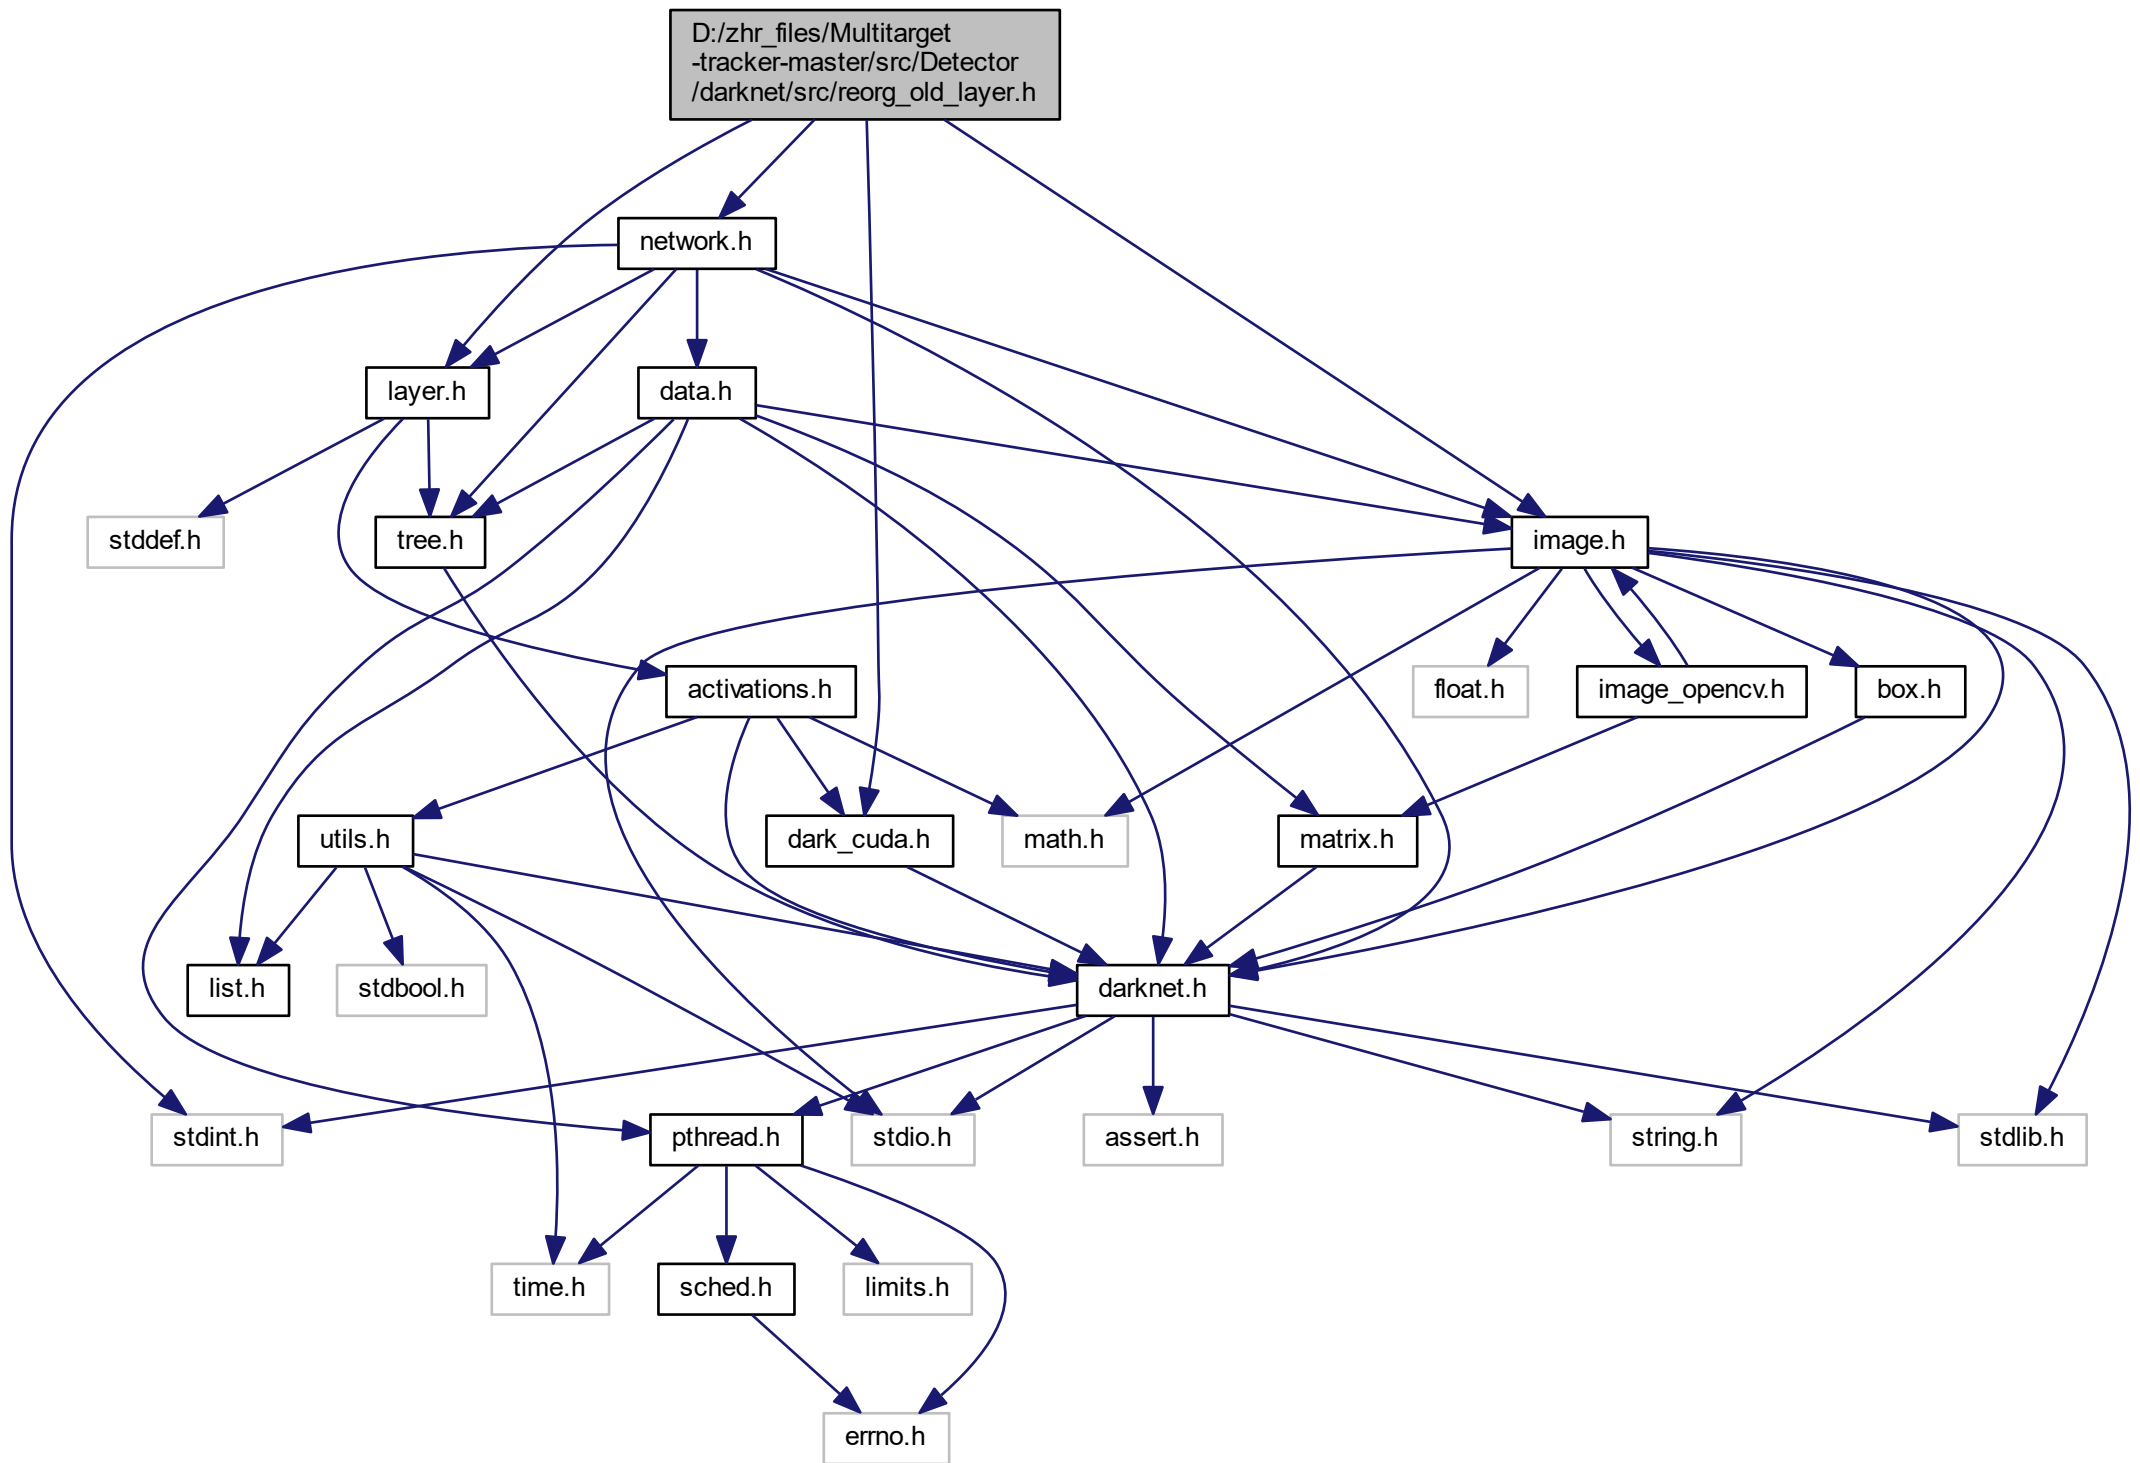 D:/zhr_files/Multitarget
-tracker-master/src/Detector
/darknet/src/reorg_old_layer.h
network.h
layer.h
data.h
stddef.h
tree.h
image.h
activations.h
float.h
image_opencv.h
box.h
utils.h
dark_cuda.h
math.h
matrix.h
list.h
stdbool.h
darknet.h
stdint.h
pthread.h
stdio.h
assert.h
string.h
stdlib.h
time.h
sched.h
limits.h
errno.h